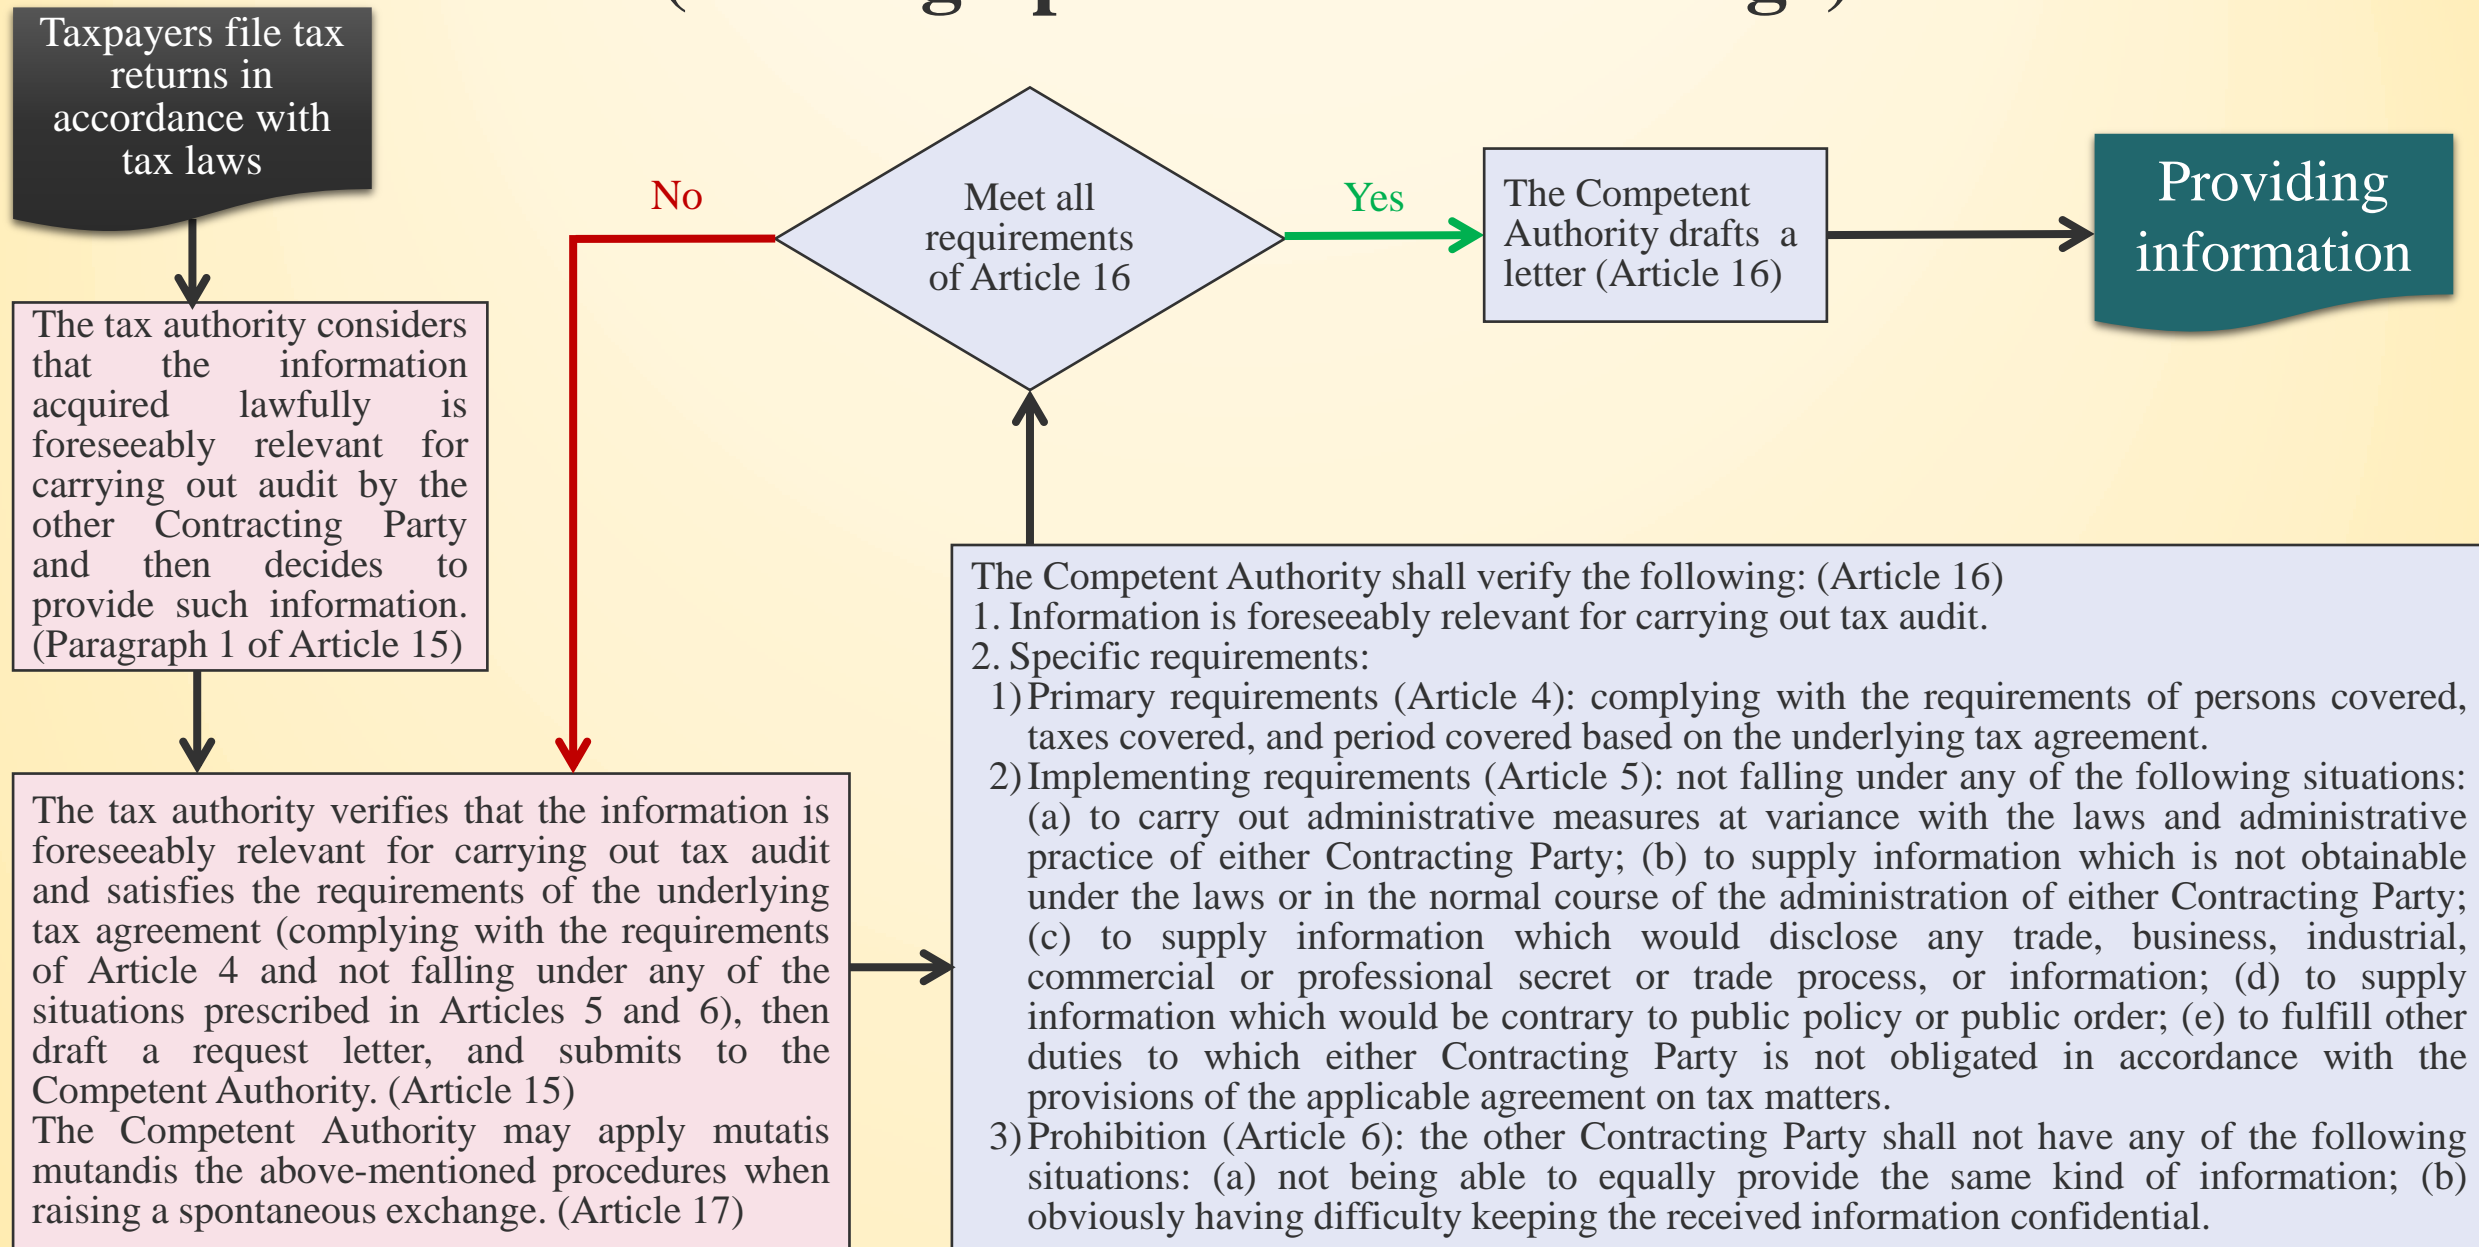 Taxpayers file tax
returns in
accordance with
tax laws
The tax authority considers
that the information
acquired lawfully is
foreseeably relevant for
carrying out audit by the
other Contracting Party
and then decides to
provide such information.
(Paragraph 1 of Article 15)
The tax authority verifies that the information is
foreseeably relevant for carrying out tax audit
and satisfies the requirements of the underlying
tax agreement (complying with the requirements
of Article 4 and not falling under any of the
situations prescribed in Articles 5 and 6), then
draft a request letter, and submits to the
Competent Authority. (Article 15)
The Competent Authority may apply mutatis
mutandis the above-mentioned procedures when
raising a spontaneous exchange. (Article 17)
The Competent Authority shall verify the following: (Article 16)
1. Information is foreseeably relevant for carrying out tax audit.
2. Specific requirements:
1) Primary requirements (Article 4): complying with the requirements of persons covered,
taxes covered, and period covered based on the underlying tax agreement.
2) Implementing requirements (Article 5): not falling under any of the following situations:
(a) to carry out administrative measures at variance with the laws and administrative
practice of either Contracting Party; (b) to supply information which is not obtainable
under the laws or in the normal course of the administration of either Contracting Party;
(c) to supply information which would disclose any trade, business, industrial,
commercial or professional secret or trade process, or information; (d) to supply
information which would be contrary to public policy or public order; (e) to fulfill other
duties to which either Contracting Party is not obligated in accordance with the
provisions of the applicable agreement on tax matters.
3) Prohibition (Article 6): the other Contracting Party shall not have any of the following
situations: (a) not being able to equally provide the same kind of information; (b)
obviously having difficulty keeping the received information confidential.
Meet all
requirements
of Article 16
No
Yes
The Competent
Authority drafts a
letter (Article 16)
Providing
information